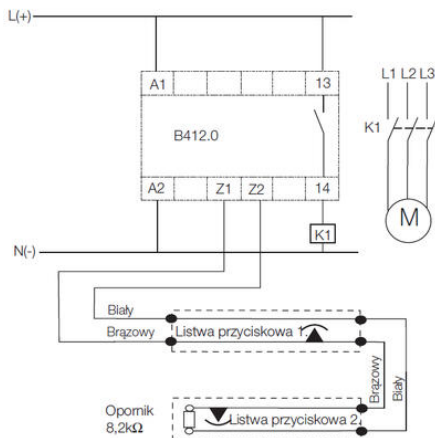 L(+)
A1
13
L1 L2 L3
B412.0
K1
A2
Z1
Z2
14
M
K1
N(-)
Biały
Brązowy
Listwa przyciskowa 1.
Brązowy
Biały
Opornik
8,2kΩ
Listwa przyciskowa 2.